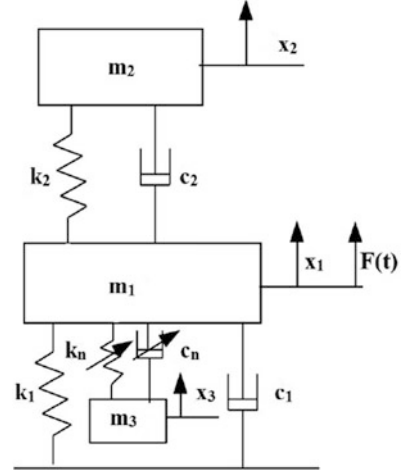 m₂
x₂
k₂
c₂
m₁
x₁
F(t)
kₙ
cₙ
k₁
m₃
x₃
c₁